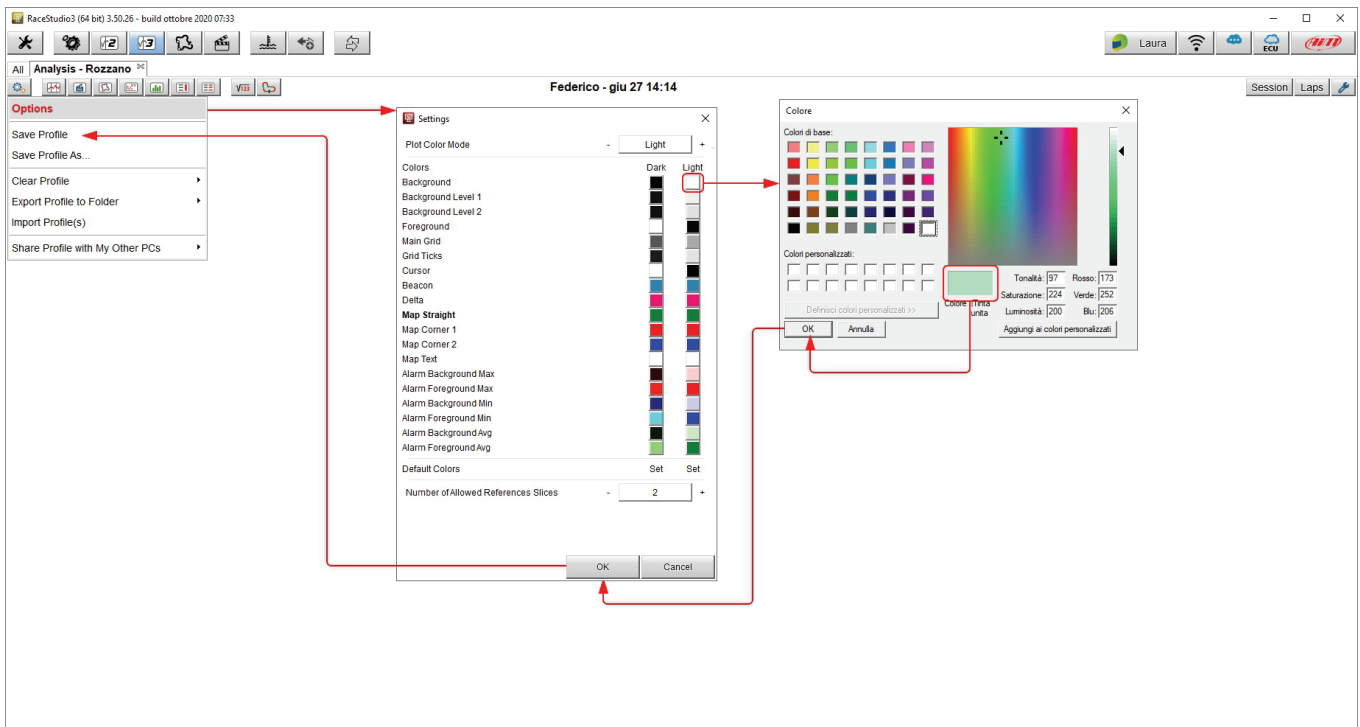 RaceStudio3 (64 bit) 3.50.26 - build ottobre 2020 07:33
Laura
ECU
AiM
All
Analysis - Rozzano
Federico - giu 27 14:14
Session
Laps
Options
Save Profile
Save Profile As...
Clear Profile
Export Profile to Folder
Import Profile(s)
Share Profile with My Other PCs
Settings
Plot Color Mode - Light +
Colors Dark Light
Background
Background Level 1
Background Level 2
Foreground
Main Grid
Grid Ticks
Cursor
Beacon
Delta
Map Straight
Map Corner 1
Map Corner 2
Map Text
Alarm Background Max
Alarm Foreground Max
Alarm Background Min
Alarm Foreground Min
Alarm Background Avg
Alarm Foreground Avg
Default Colors Set Set
Number of Allowed References Slices - 2 +
OK Cancel
Colore
Colori di base:
Colori personalizzati:
Definisci colori personalizzati >>
OK Annulla
Colore Tinta
unita
Tonalità: 97 Rosso: 173
Saturazione: 224 Verde: 252
Luminosità: 200 Blu: 206
Aggiungi ai colori personalizzati